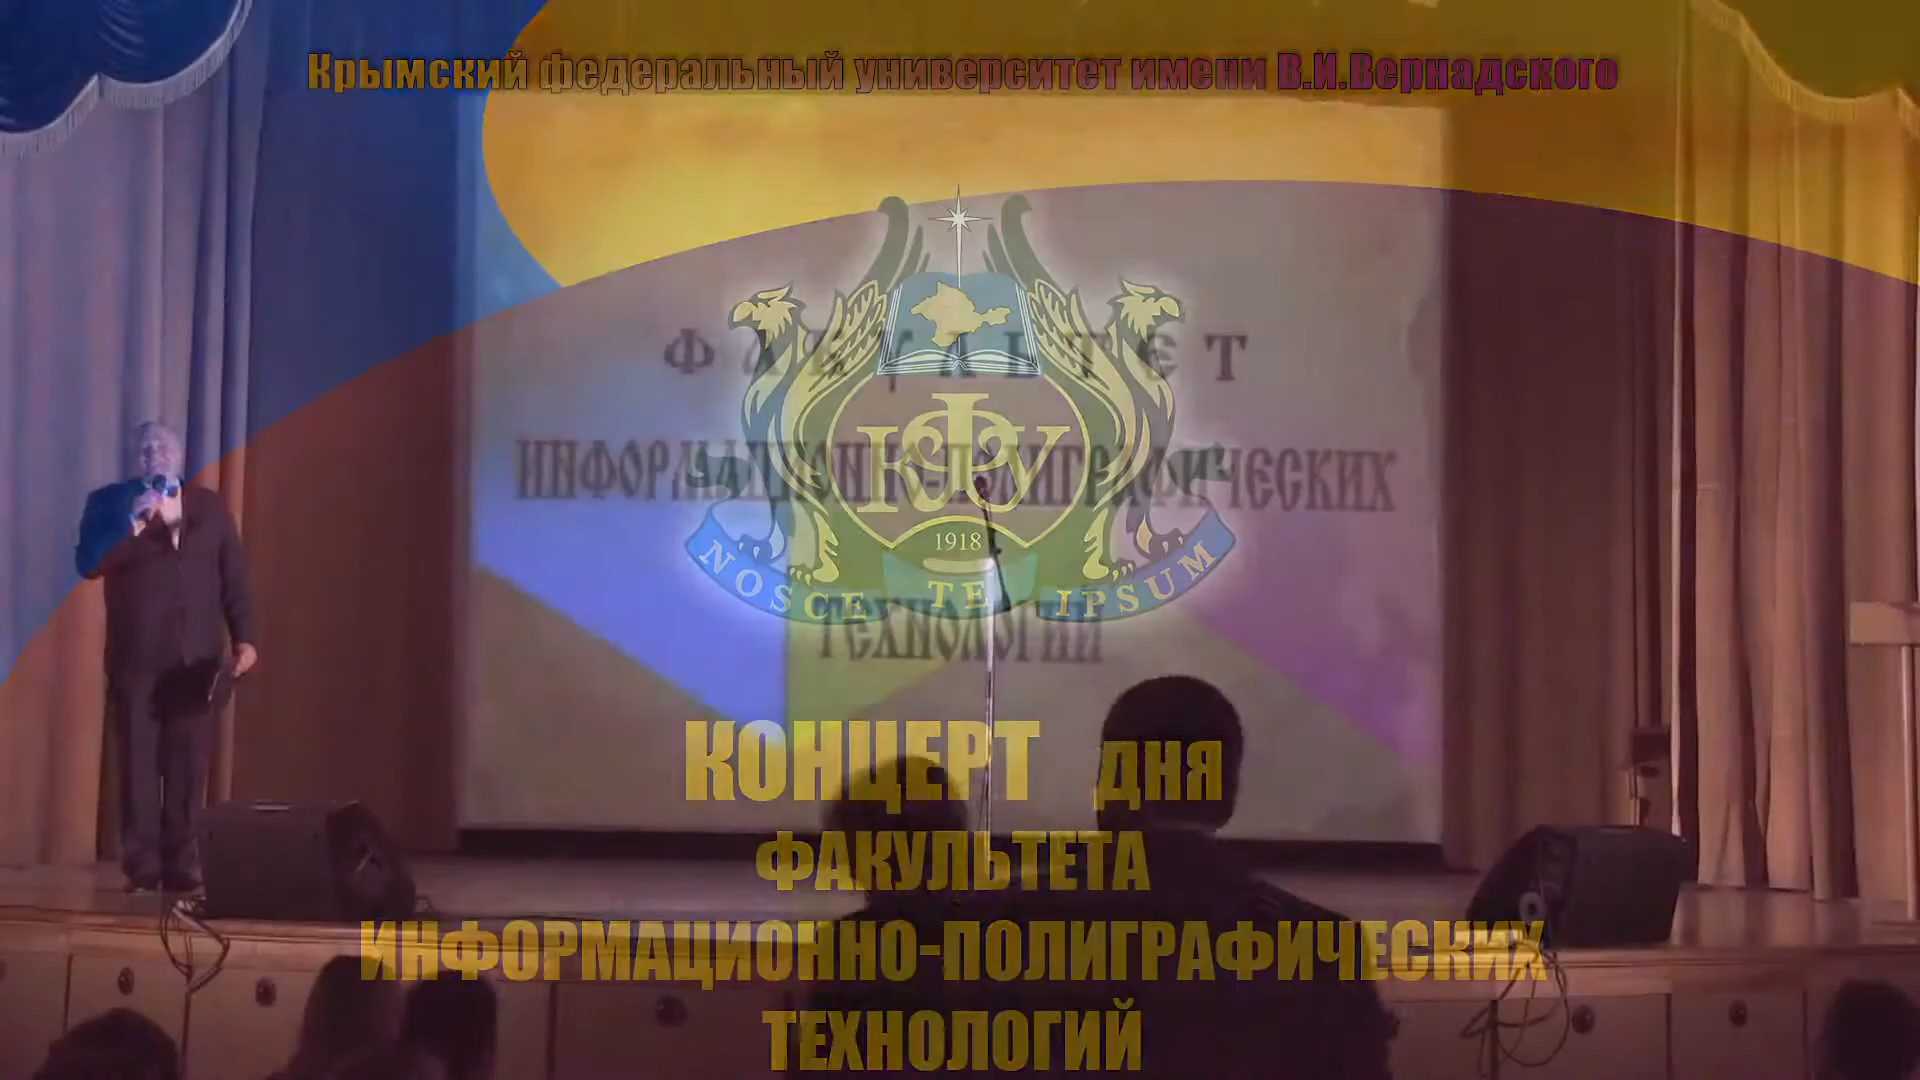 Крымский федеральный университет имени В.И.Вернадского
ФАКУЛЬТЕТ
ИНФОРМАЦИОННО-ПОЛИГРАФИЧЕСКИХ
КФУ
1918
NOSCE TE IPSUM
ТЕХНОЛОГИЙ
КОНЦЕРТ ДНЯ
ФАКУЛЬТЕТА
ИНФОРМАЦИОННО-ПОЛИГРАФИЧЕСКИХ
ТЕХНОЛОГИЙ